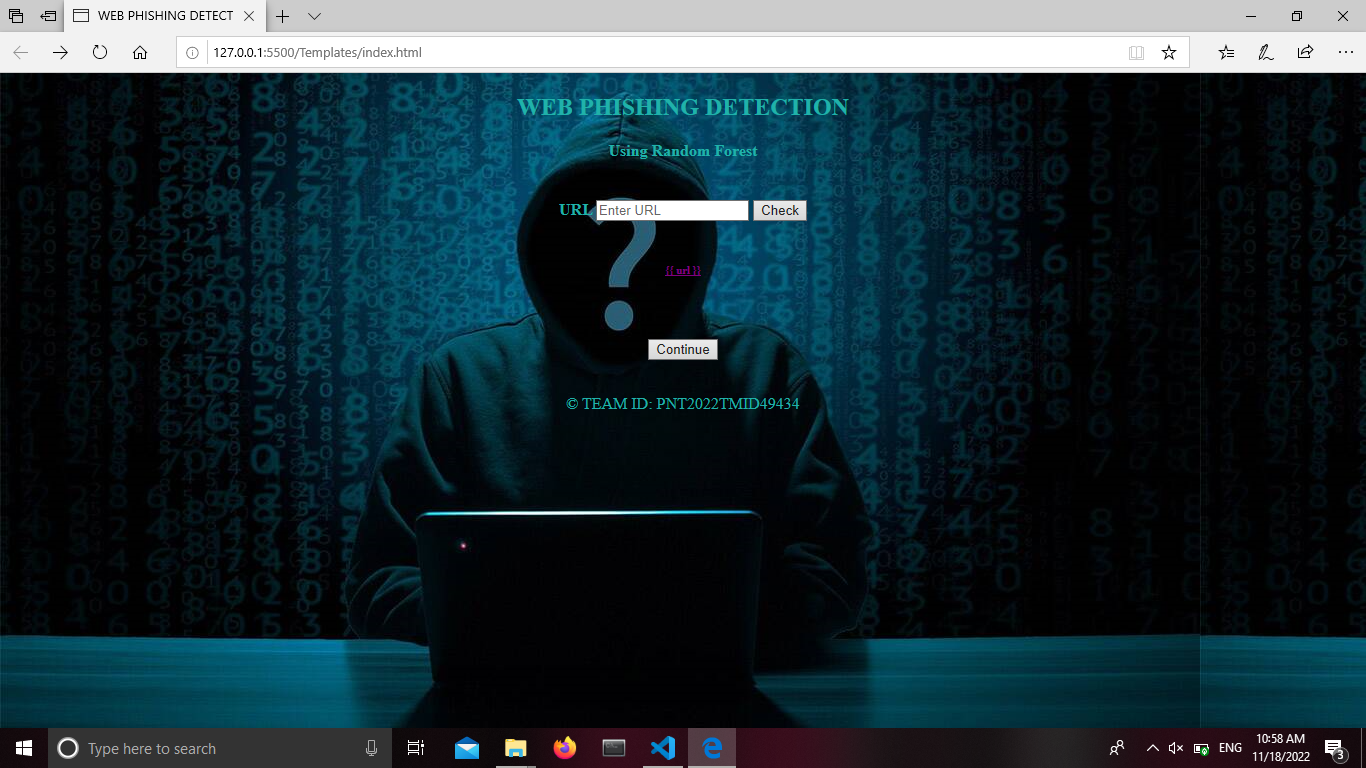 WEB PHISHING DETECT
127.0.0.1:5500/Templates/index.html
WEB PHISHING DETECTION
Using Random Forest
URL Enter URL Check
?
{{ url }}
Continue
© TEAM ID: PNT2022TMID49434
Type here to search
ENG
10:58 AM
11/18/2022
3